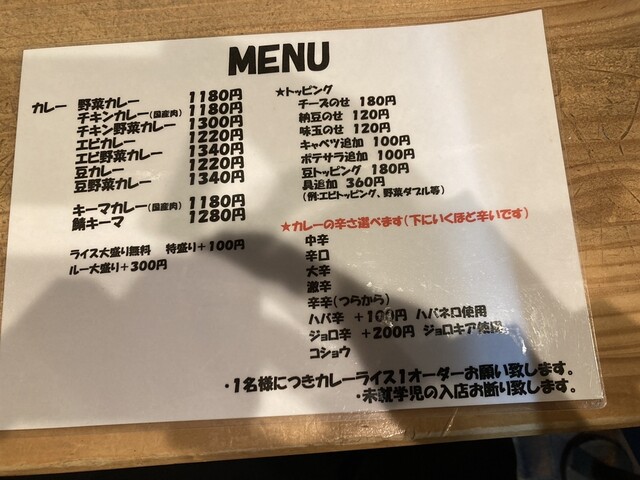 MENU
カレー 野菜カレー 1180円
チキンカレー(国産肉) 1180円
チキン野菜カレー 1300円
エビカレー 1220円
エビ野菜カレー 1340円
豆カレー 1220円
豆野菜カレー 1340円
キーマカレー(国産肉) 1180円
鯖キーマ 1280円
ライス大盛り無料 特盛り+100円
ルー大盛り+300円
★トッピング
チーズのせ 180円
納豆のせ 120円
味玉のせ 120円
キャベツ追加 100円
ポテサラ追加 100円
豆トッピング 180円
具追加 360円
(例:エビトッピング、野菜ダブル等)
★カレーの辛さ選べます(下にいくほど辛いです)
中辛
辛口
大辛
激辛
辛辛(つらから)
ハバ辛 +100円 ハバネロ使用
ジョロ辛 +200円 ジョロキア使用
コショウ
・1名様につきカレーライス1オーダーお願い致します。
・未就学児の入店お断り致します。